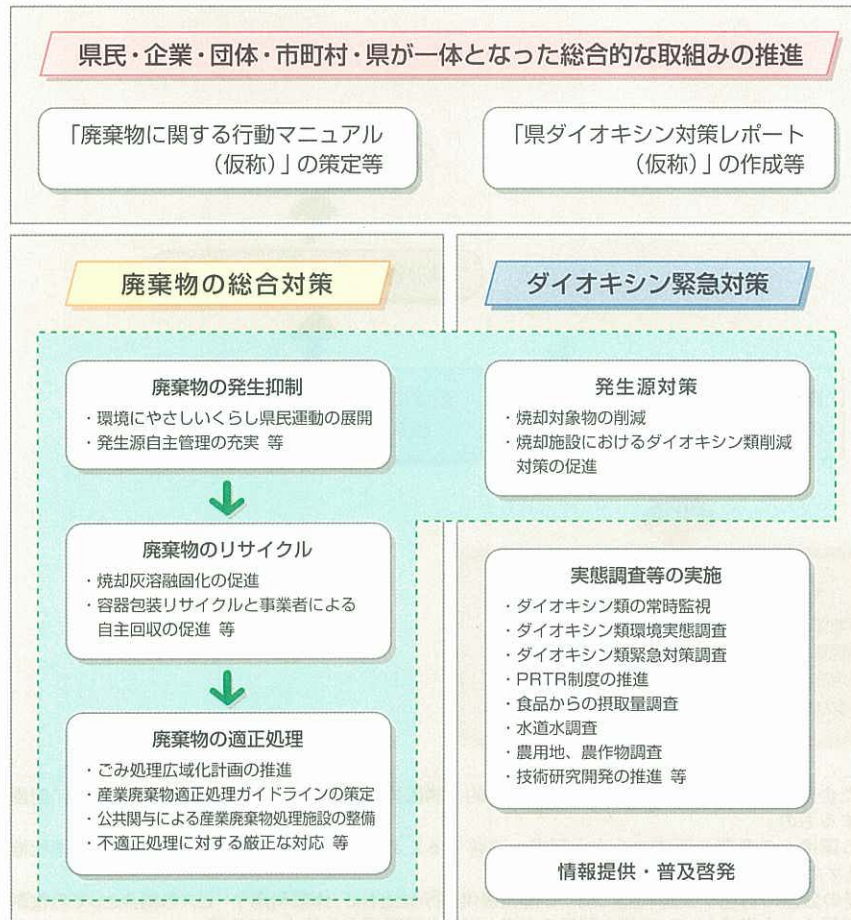 県民・企業・団体・市町村・県が一体となった総合的な取組みの推進
「廃棄物に関する行動マニュアル
（仮称）」の策定等
「県ダイオキシン対策レポート
（仮称）」の作成等
廃棄物の総合対策
廃棄物の発生抑制
・環境にやさしいくらし県民運動の展開
・発生源自主管理の充実 等
廃棄物のリサイクル
・焼却灰溶融固化の促進
・容器包装リサイクルと事業者による
自主回収の促進 等
廃棄物の適正処理
・ごみ処理広域化計画の推進
・産業廃棄物適正処理ガイドラインの策定
・公共関与による産業廃棄物処理施設の整備
・不適正処理に対する厳正な対応 等
ダイオキシン緊急対策
発生源対策
・焼却対象物の削減
・焼却施設におけるダイオキシン類削減
対策の促進
実態調査等の実施
・ダイオキシン類の常時監視
・ダイオキシン類環境実態調査
・ダイオキシン類緊急対策調査
・PRTR制度の推進
・食品からの摂取量調査
・水道水調査
・農用地、農作物調査
・技術研究開発の推進 等
情報提供・普及啓発